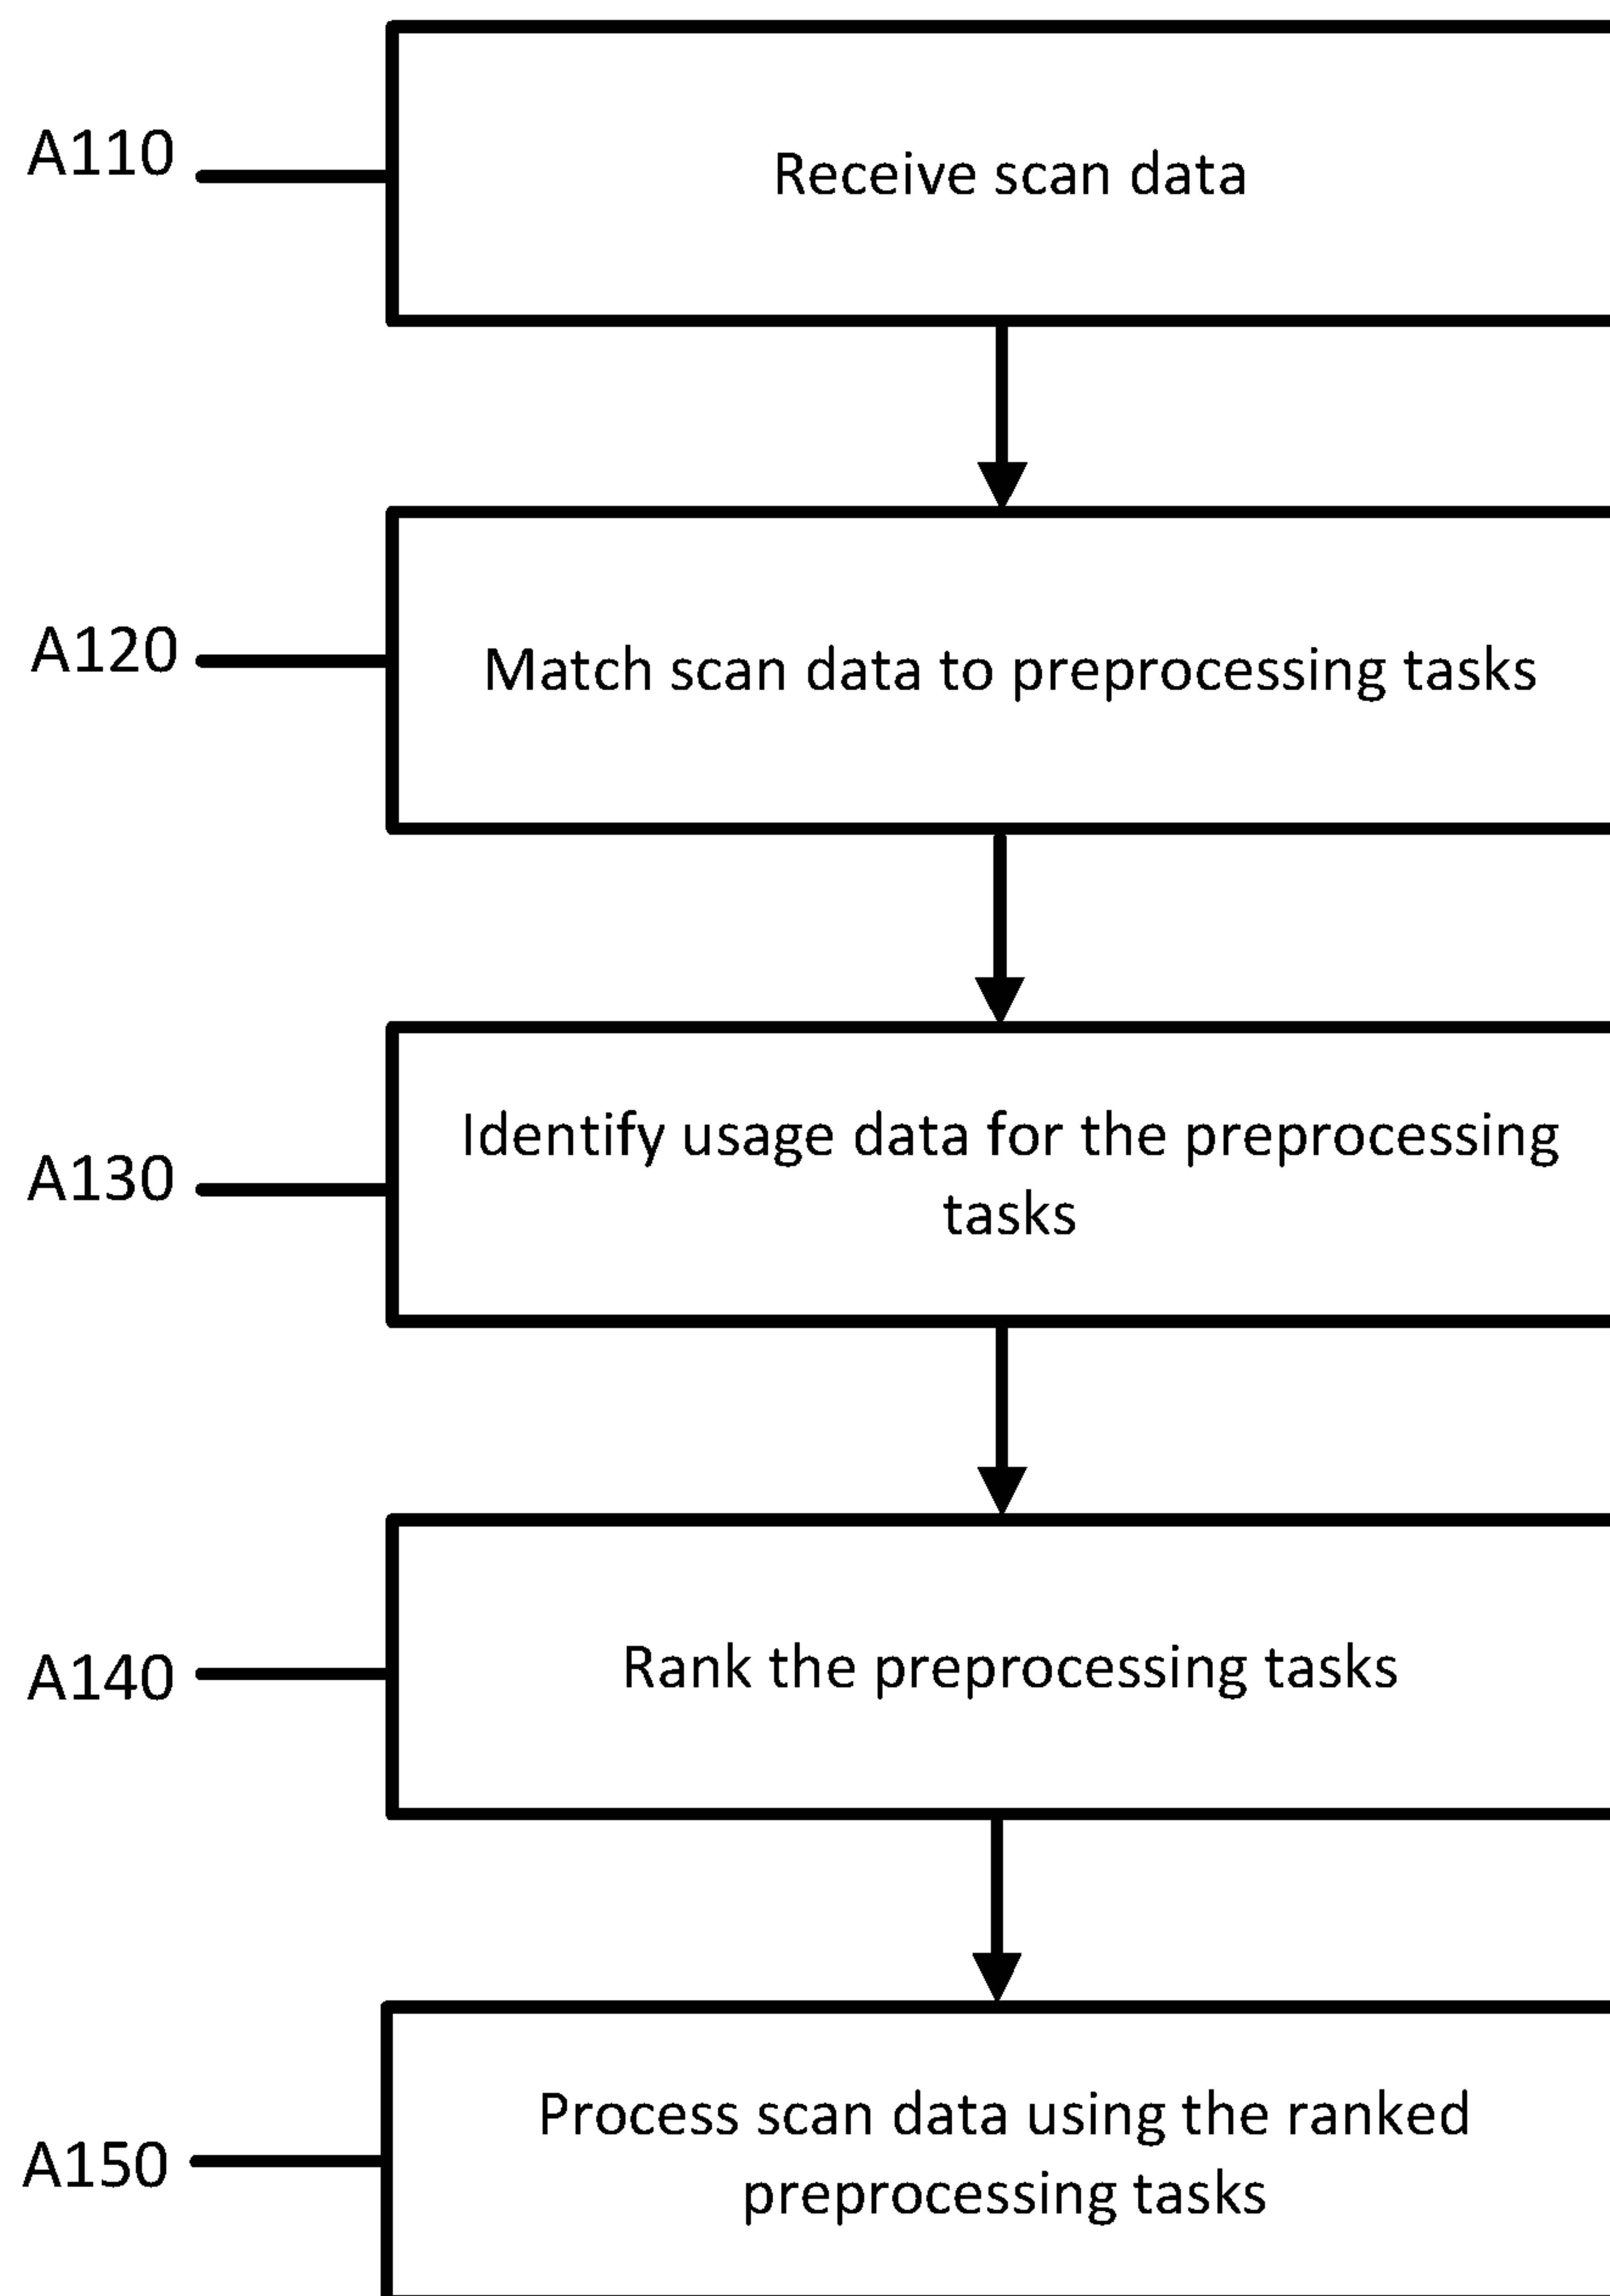 A110
Receive scan data
A120
Match scan data to preprocessing tasks
A130
Identify usage data for the preprocessing
tasks
A140
Rank the preprocessing tasks
A150
Process scan data using the ranked
preprocessing tasks